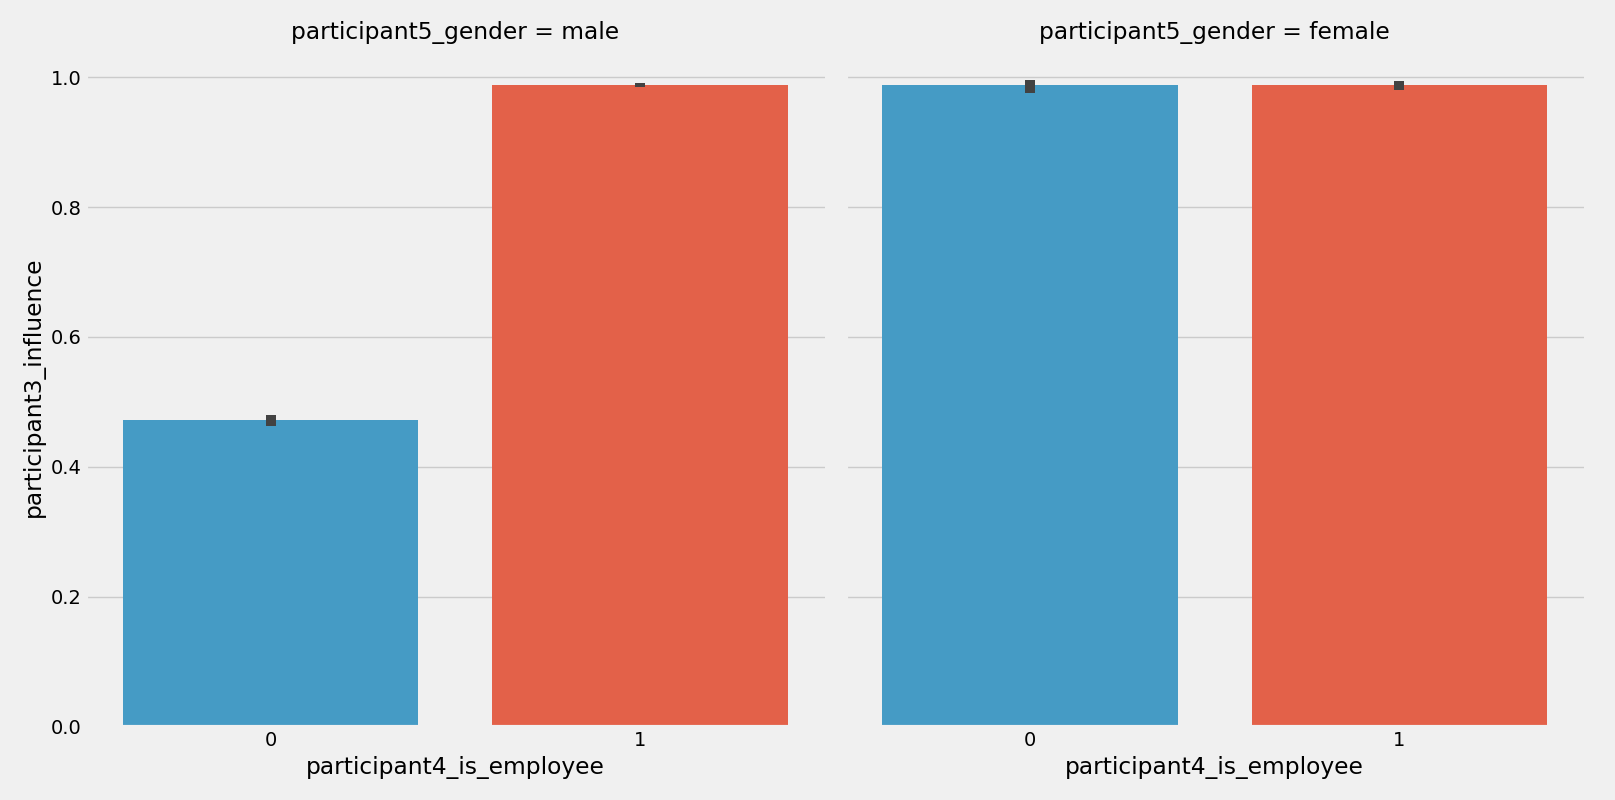 participant5_gender = male
participant5_gender = female
participant3_influence
1.0
0.8
0.6
0.4
0.2
0.0
0 1
0 1
participant4_is_employee
participant4_is_employee